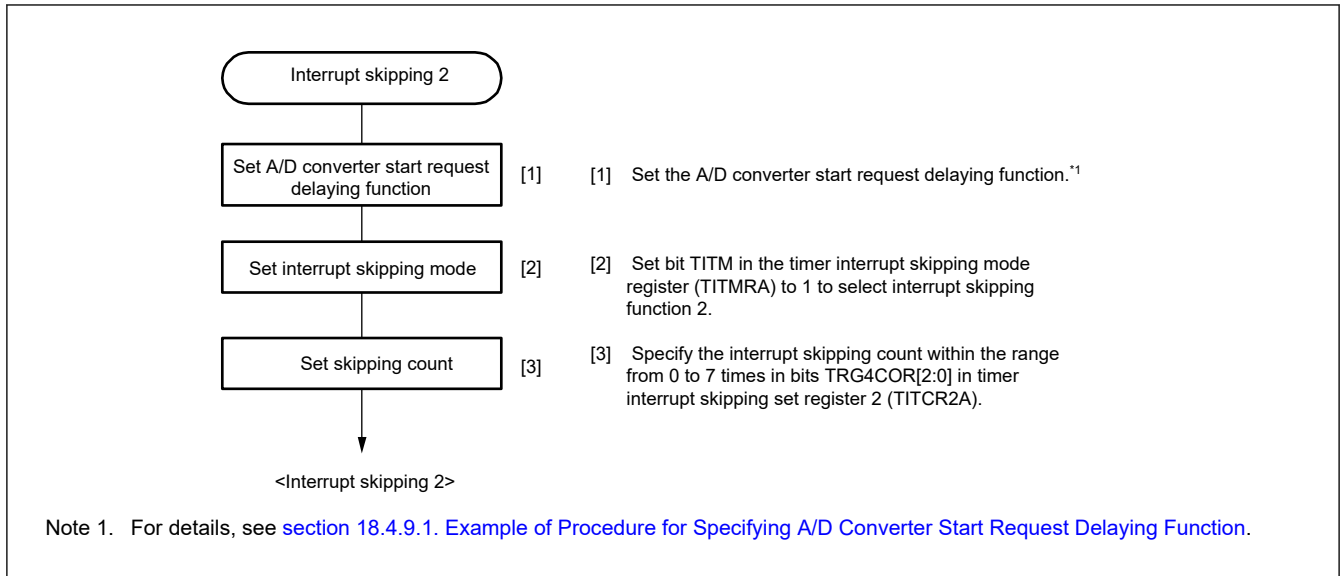 Interrupt skipping 2
Set A/D converter start request
delaying function
[1]
[1] Set the A/D converter start request delaying function.*1
Set interrupt skipping mode
[2]
[2] Set bit TITM in the timer interrupt skipping mode
register (TITMRA) to 1 to select interrupt skipping
function 2.
Set skipping count
[3]
[3] Specify the interrupt skipping count within the range
from 0 to 7 times in bits TRG4COR[2:0] in timer
interrupt skipping set register 2 (TITCR2A).
<Interrupt skipping 2>
Note 1. For details, see section 18.4.9.1. Example of Procedure for Specifying A/D Converter Start Request Delaying Function.